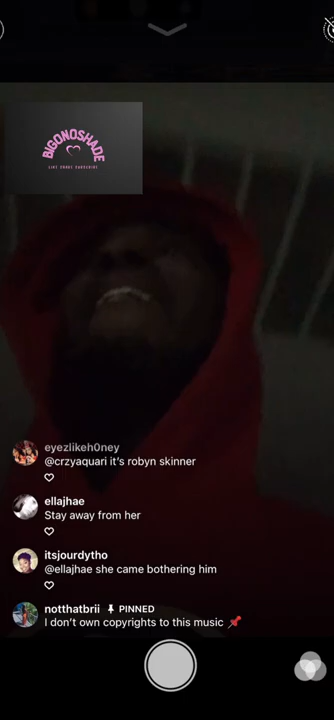 BIGONOSHADE
LIKE SHARE SUBSCRIBE
eyezlikeh0ney
@crzyaquari it's robyn skinner
ellajhae
Stay away from her
itsjourdytho
@ellajhae she came bothering him
notthatbrii PINNED
I don't own copyrights to this music 📌